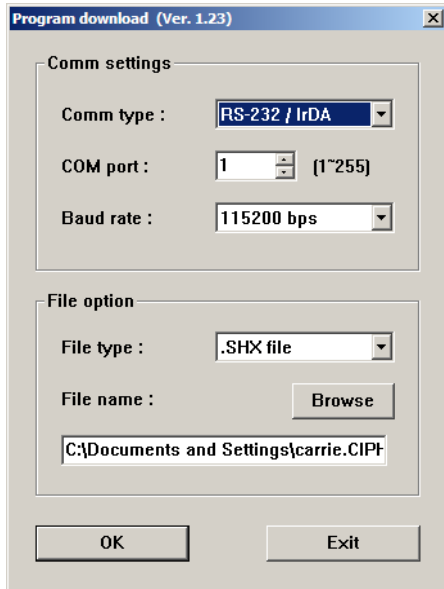 Program download (Ver. 1.23)
Comm settings
Comm type : RS-232 / IrDA
COM port : 1 (1~255)
Baud rate : 115200 bps
File option
File type : .SHX file
File name : Browse
C:\Documents and Settings\carrie.CIPH
OK Exit